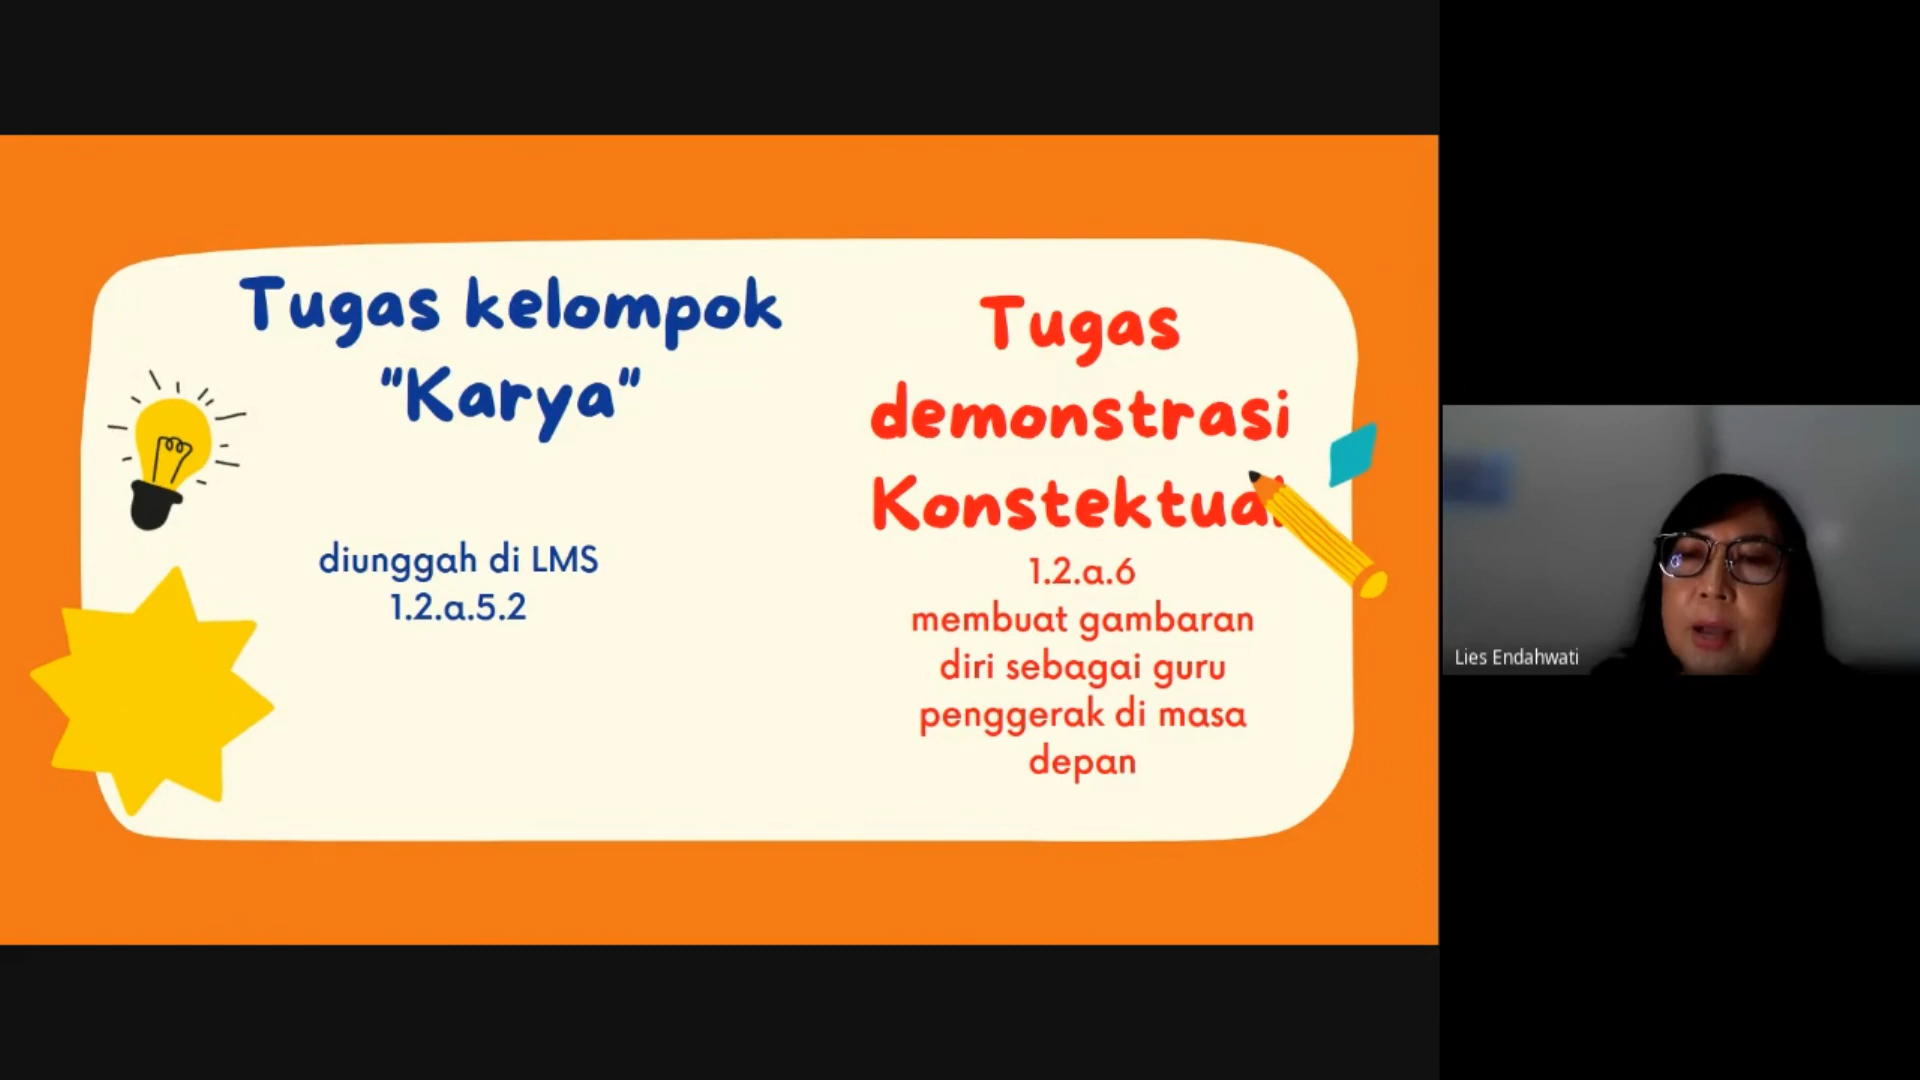 Tugas kelompok
"Karya"
diunggah di LMS
1.2.a.5.2
Tugas
demonstrasi
Konstektual
1.2.a.6
membuat gambaran
diri sebagai guru
penggerak di masa
depan
Lies Endahwati